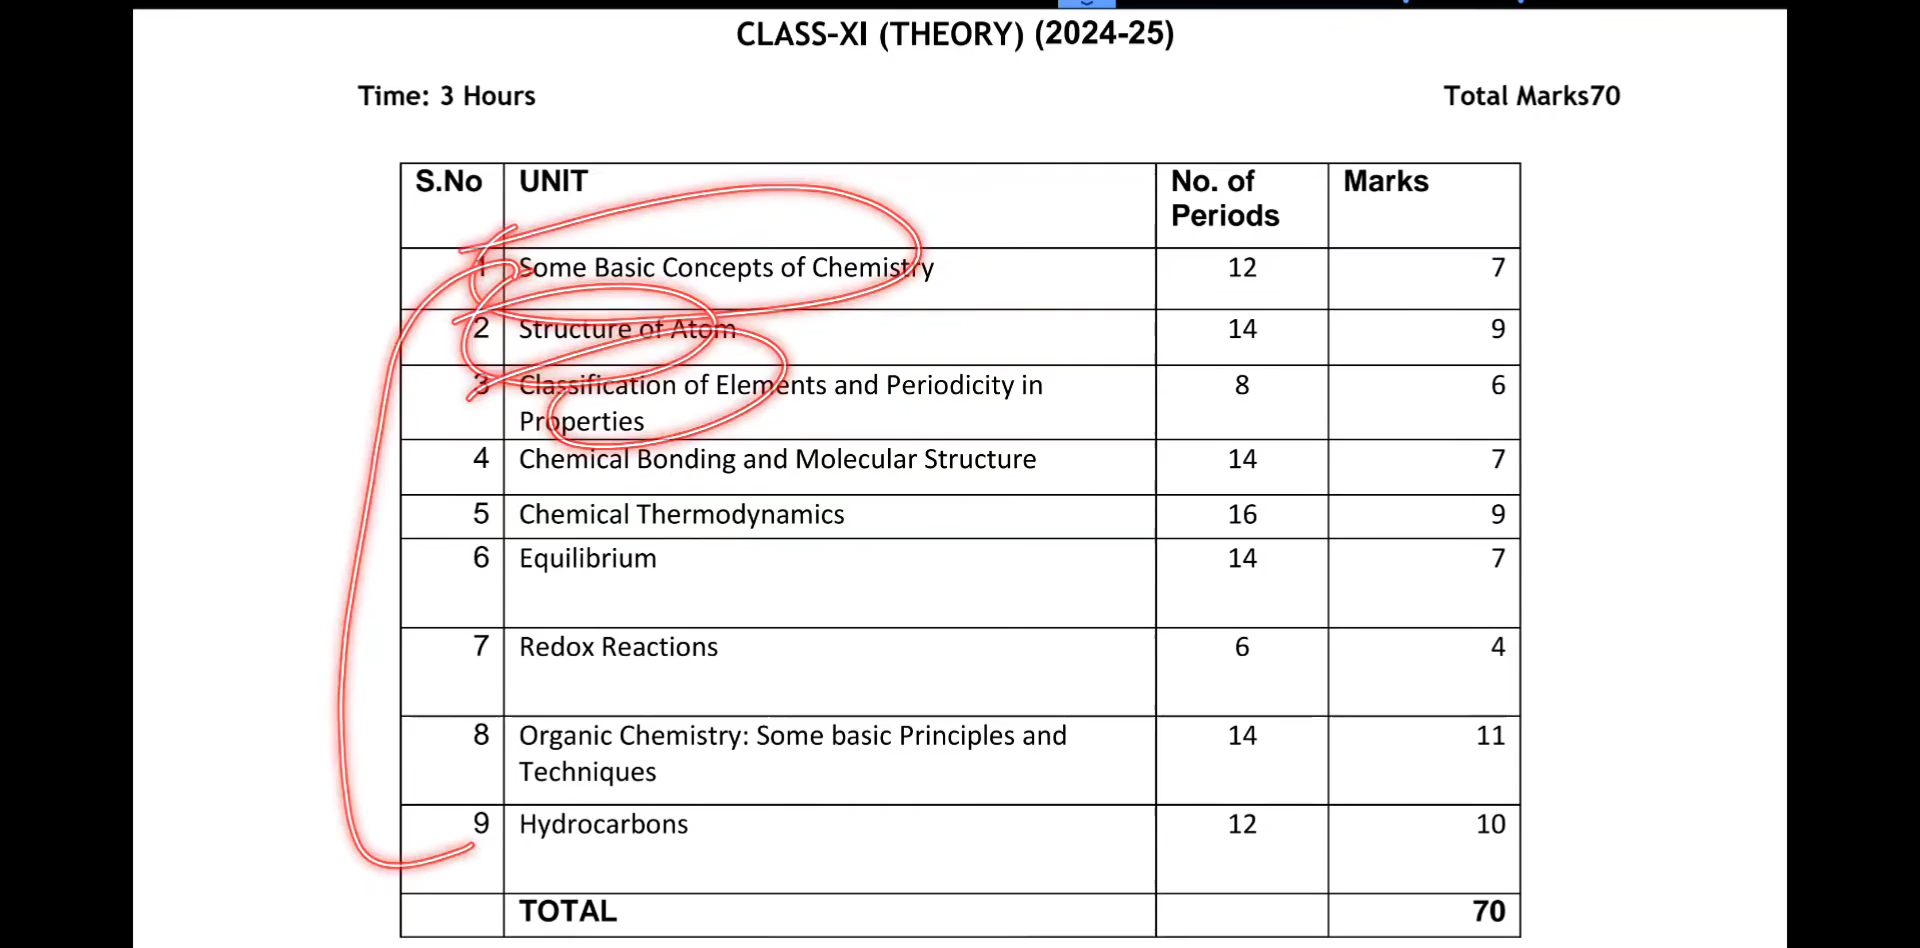 CLASS-XI (THEORY) (2024-25)
Time: 3 Hours Total Marks70
S.No UNIT No. of Marks
Periods
1 Some Basic Concepts of Chemistry 12 7
2 Structure of Atom 14 9
3 Classification of Elements and Periodicity in 8 6
Properties
4 Chemical Bonding and Molecular Structure 14 7
5 Chemical Thermodynamics 16 9
6 Equilibrium 14 7
7 Redox Reactions 6 4
8 Organic Chemistry: Some basic Principles and 14 11
Techniques
9 Hydrocarbons 12 10
TOTAL 70